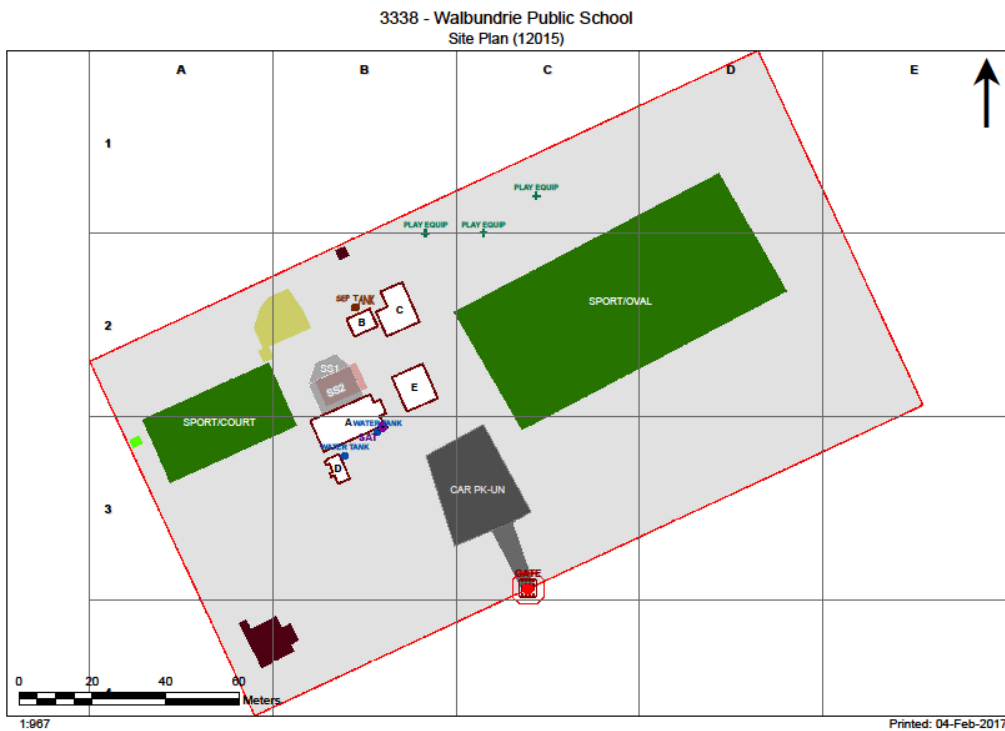 3338 - Walbundrie Public School
Site Plan (12015)
A
B
C
D
E
1
PLAY EQUIP
PLAY EQUIP
PLAY EQUIP
SEP TANK
B
C
SPORT/OVAL
2
SS1
SS2
E
SPORT/COURT
A
WATER TANK
SAT
WATER TANK
D
CAR PK-UN
3
GATE
0
20
40
60
4
Meters
1:967
Printed: 04-Feb-2017